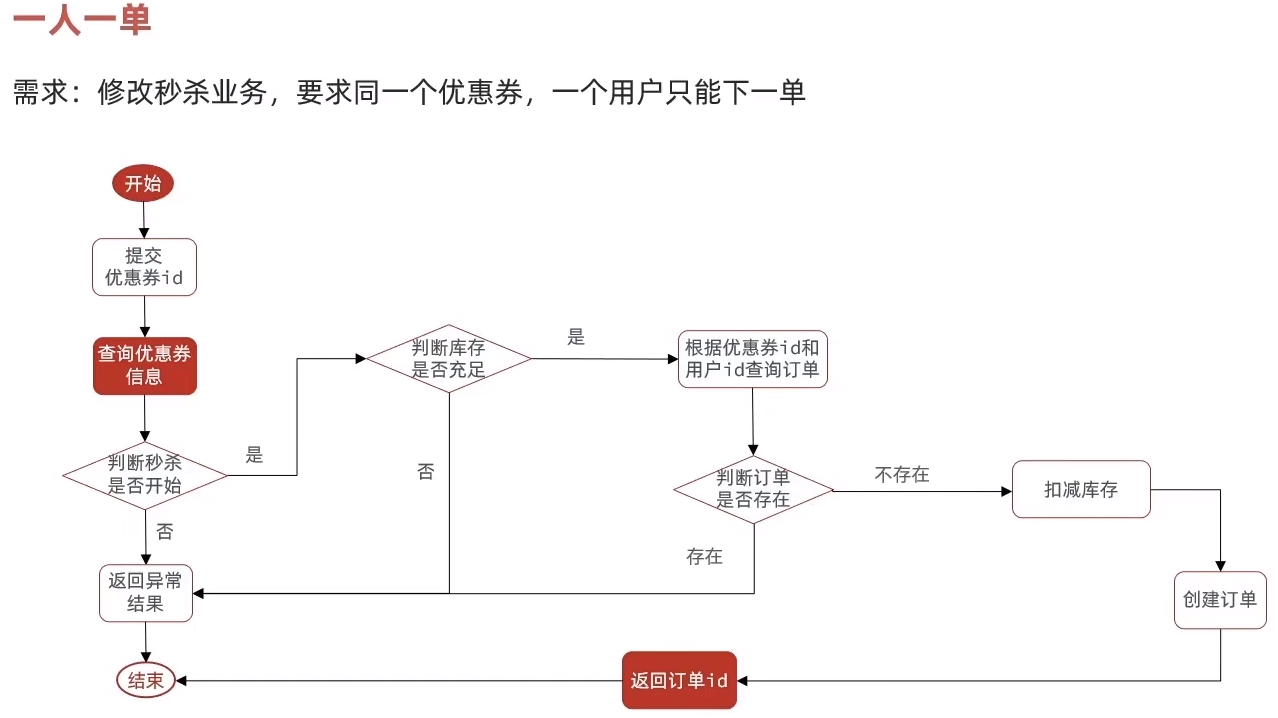 一人一单
需求：修改秒杀业务，要求同一个优惠券，一个用户只能下一单
开始
提交
优惠券id
查询优惠券
信息
判断秒杀
是否开始
是
否
判断库存
是否充足
是
否
根据优惠券id和
用户id查询订单
判断订单
是否存在
不存在
存在
扣减库存
创建订单
返回异常
结果
返回订单id
结束